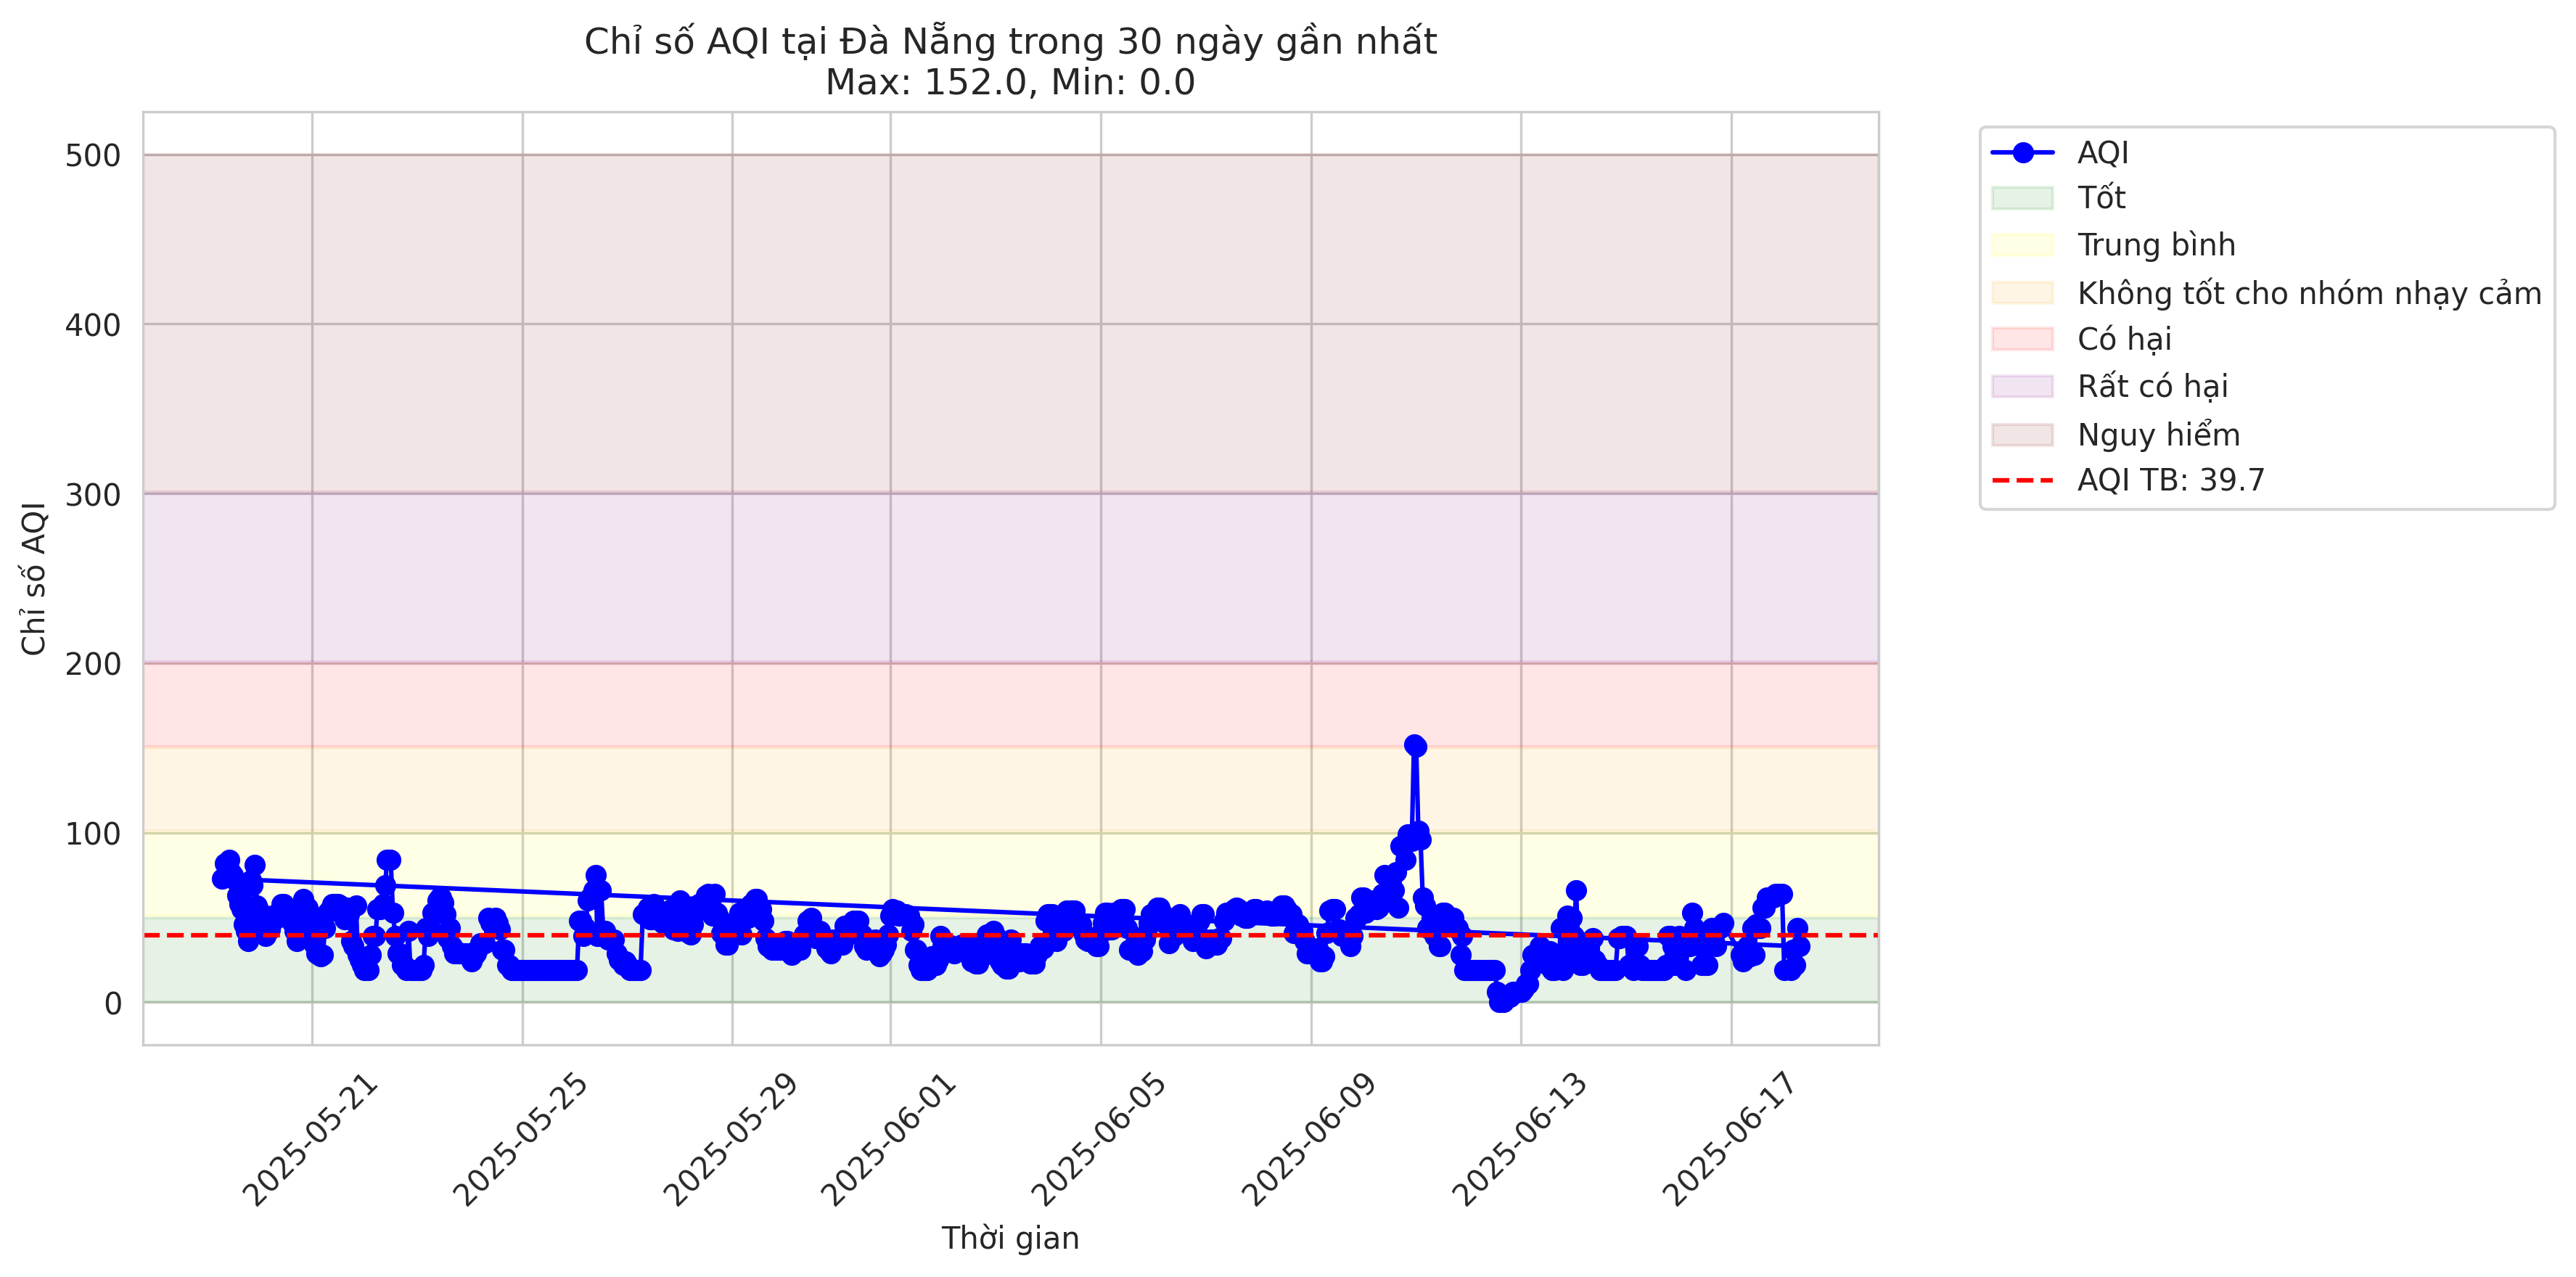 Chỉ số AQI tại Đà Nẵng trong 30 ngày gần nhất
Max: 152.0, Min: 0.0
Chỉ số AQI
500
400
300
200
100
0
2025-05-21
2025-05-25
2025-05-29
2025-06-01
2025-06-05
2025-06-09
2025-06-13
2025-06-17
Thời gian
AQI
Tốt
Trung bình
Không tốt cho nhóm nhạy cảm
Có hại
Rất có hại
Nguy hiểm
AQI TB: 39.7